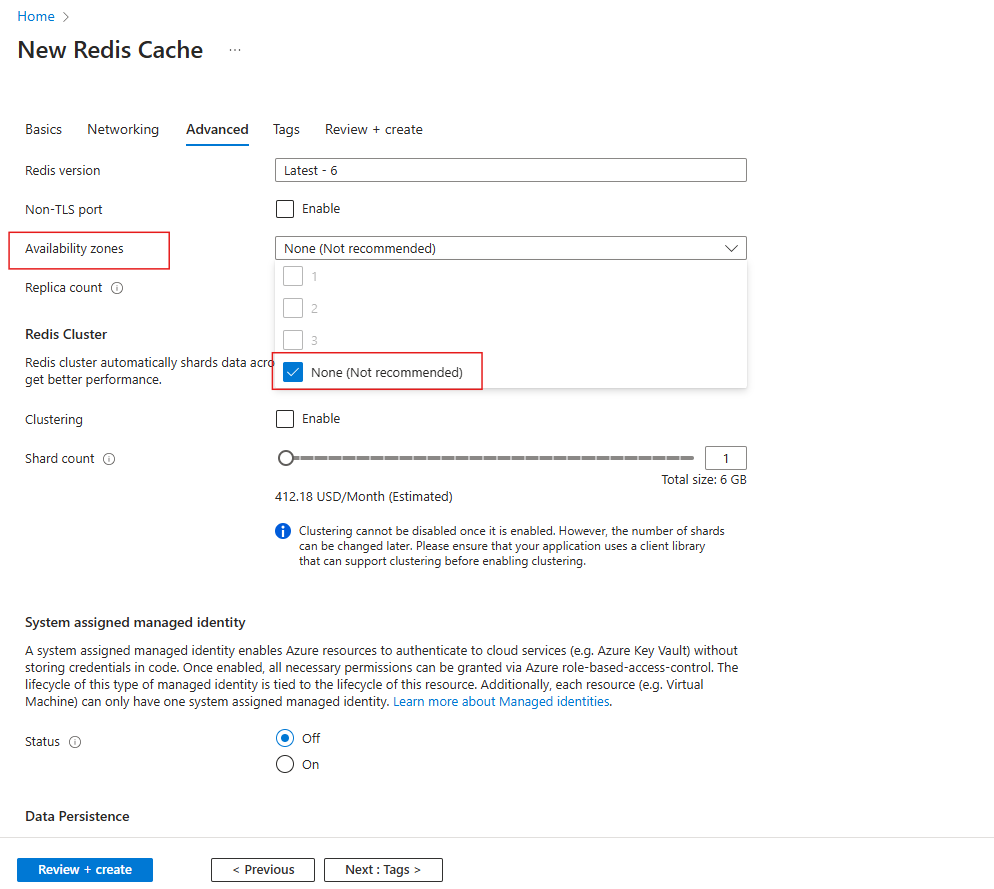 Home >
New Redis Cache ...
Basics Networking Advanced Tags Review + create
Redis version Latest - 6
Non-TLS port Enable
Availability zones None (Not recommended)
1
Replica count
2
3
Redis Cluster
Redis cluster automatically shards data acro
None (Not recommended)
get better performance.
Clustering Enable
Shard count 1
Total size: 6 GB
412.18 USD/Month (Estimated)
Clustering cannot be disabled once it is enabled. However, the number of shards
can be changed later. Please ensure that your application uses a client library
that can support clustering before enabling clustering.
System assigned managed identity
A system assigned managed identity enables Azure resources to authenticate to cloud services (e.g. Azure Key Vault) without
storing credentials in code. Once enabled, all necessary permissions can be granted via Azure role-based-access-control. The
lifecycle of this type of managed identity is tied to the lifecycle of this resource. Additionally, each resource (e.g. Virtual
Machine) can only have one system assigned managed identity. Learn more about Managed identities.
Status Off
On
Data Persistence
Review + create < Previous Next : Tags >